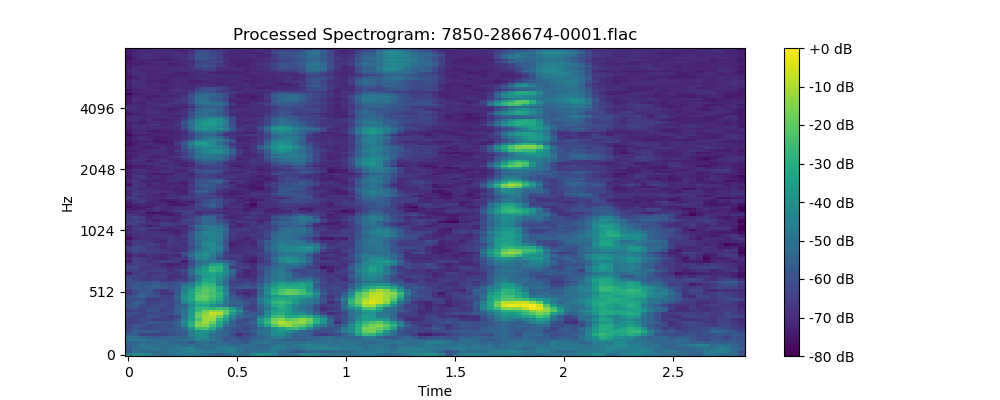 Processed Spectrogram: 7850-286674-0001.flac
Hz
4096
2048
1024
512
0
0 0.5 1 1.5 2 2.5
Time
+0 dB
-10 dB
-20 dB
-30 dB
-40 dB
-50 dB
-60 dB
-70 dB
-80 dB